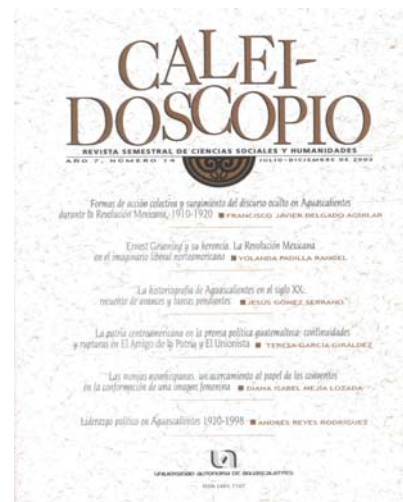 CALEI-
DOSCOPIO
REVISTA SEMESTRAL DE CIENCIAS SOCIALES Y HUMANIDADES
AÑO 7, NÚMERO 14 JULIO-DICIEMBRE DE 2003
Formas de acción colectiva y surgimiento del discurso oculto en Aguascalientes
durante la Revolución Mexicana, 1910-1920 ■ FRANCISCO JAVIER DELGADO AGUILAR
Ernest Gruening y su herencia. La Revolución Mexicana
en el imaginario liberal norteamericano ■ YOLANDA PADILLA RANGEL
La historiografía de Aguascalientes en el siglo XX:
recuento de avances y tareas pendientes ■ JESÚS GÓMEZ SERRANO
La patria centroamericana en la prensa política guatemalteca: continuidades
y rupturas en El Amigo de la Patria y El Unionista ■ TERESA GARCÍA GIRÁLDEZ
Las monjas novohispanas, un acercamiento al papel de los conventos
en la conformación de una imagen femenina ■ DIANA ISABEL MEJÍA LOZADA
Liderazgo político en Aguascalientes 1920-1998 ■ ANDRÉS REYES RODRÍGUEZ
UNIVERSIDAD AUTONOMA DE AGUASCALIENTES
ISSN